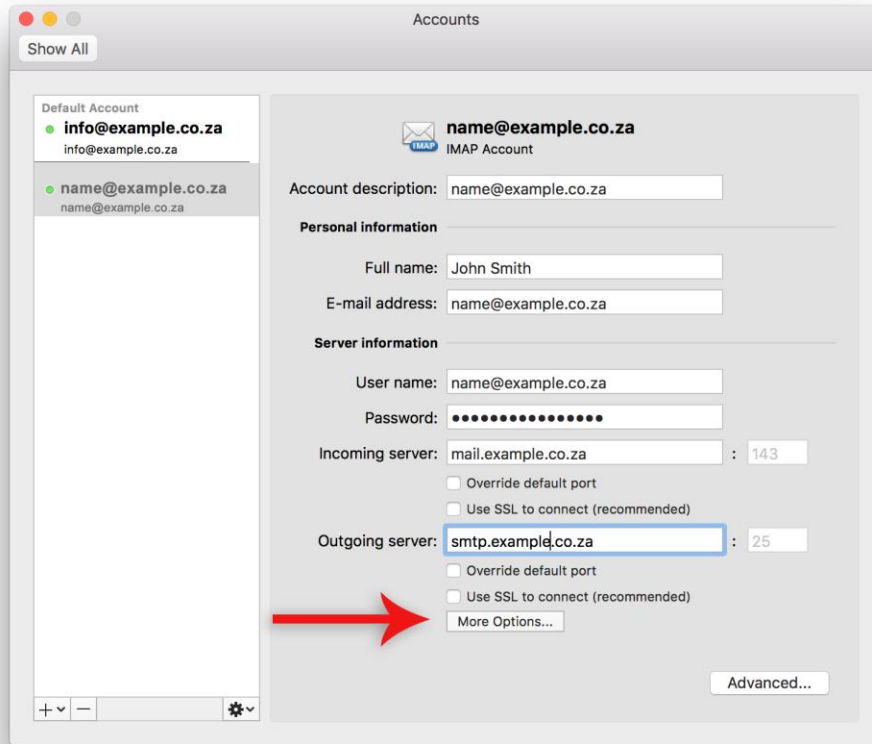 Accounts
Show All
Default Account
info@example.co.za
info@example.co.za
name@example.co.za
name@example.co.za
IMAP
name@example.co.za
IMAP Account
Account description: name@example.co.za
Personal information
Full name: John Smith
E-mail address: name@example.co.za
Server information
User name: name@example.co.za
Password: ●●●●●●●●●●●●●●●●
Incoming server: mail.example.co.za : 143
Override default port
Use SSL to connect (recommended)
Outgoing server: smtp.example.co.za : 25
Override default port
Use SSL to connect (recommended)
More Options...
Advanced...